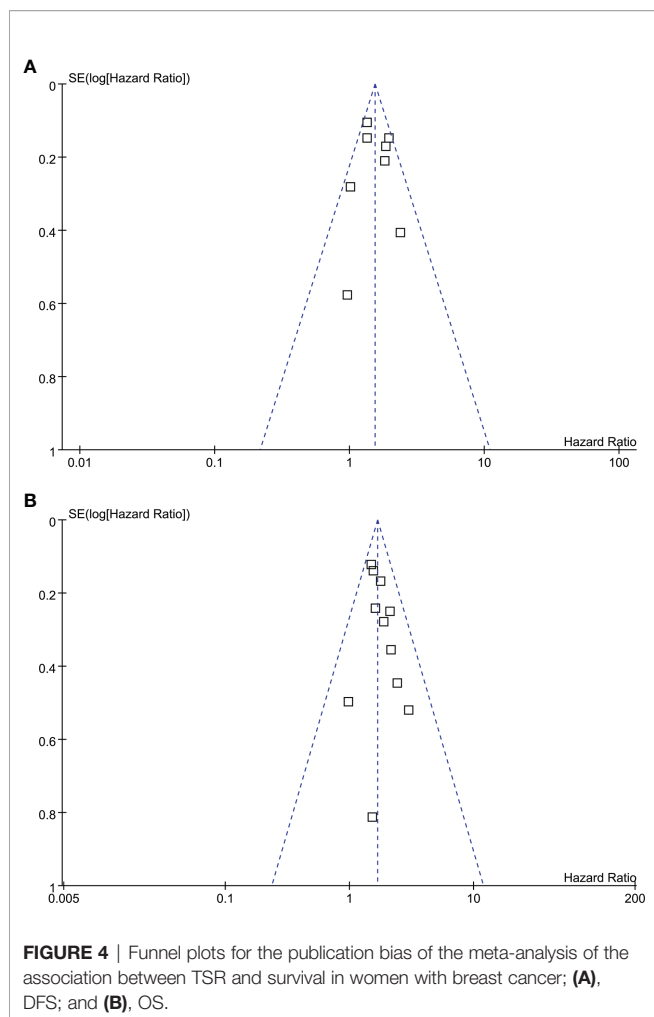 A
SE(log[Hazard Ratio])
0
0.2
0.4
0.6
0.8
1
Hazard Ratio
0.01 0.1 1 10 100
B
SE(log[Hazard Ratio])
0
0.2
0.4
0.6
0.8
1
Hazard Ratio
0.005 0.1 1 10 200
FIGURE 4 | Funnel plots for the publication bias of the meta-analysis of the
association between TSR and survival in women with breast cancer; (A),
DFS; and (B), OS.